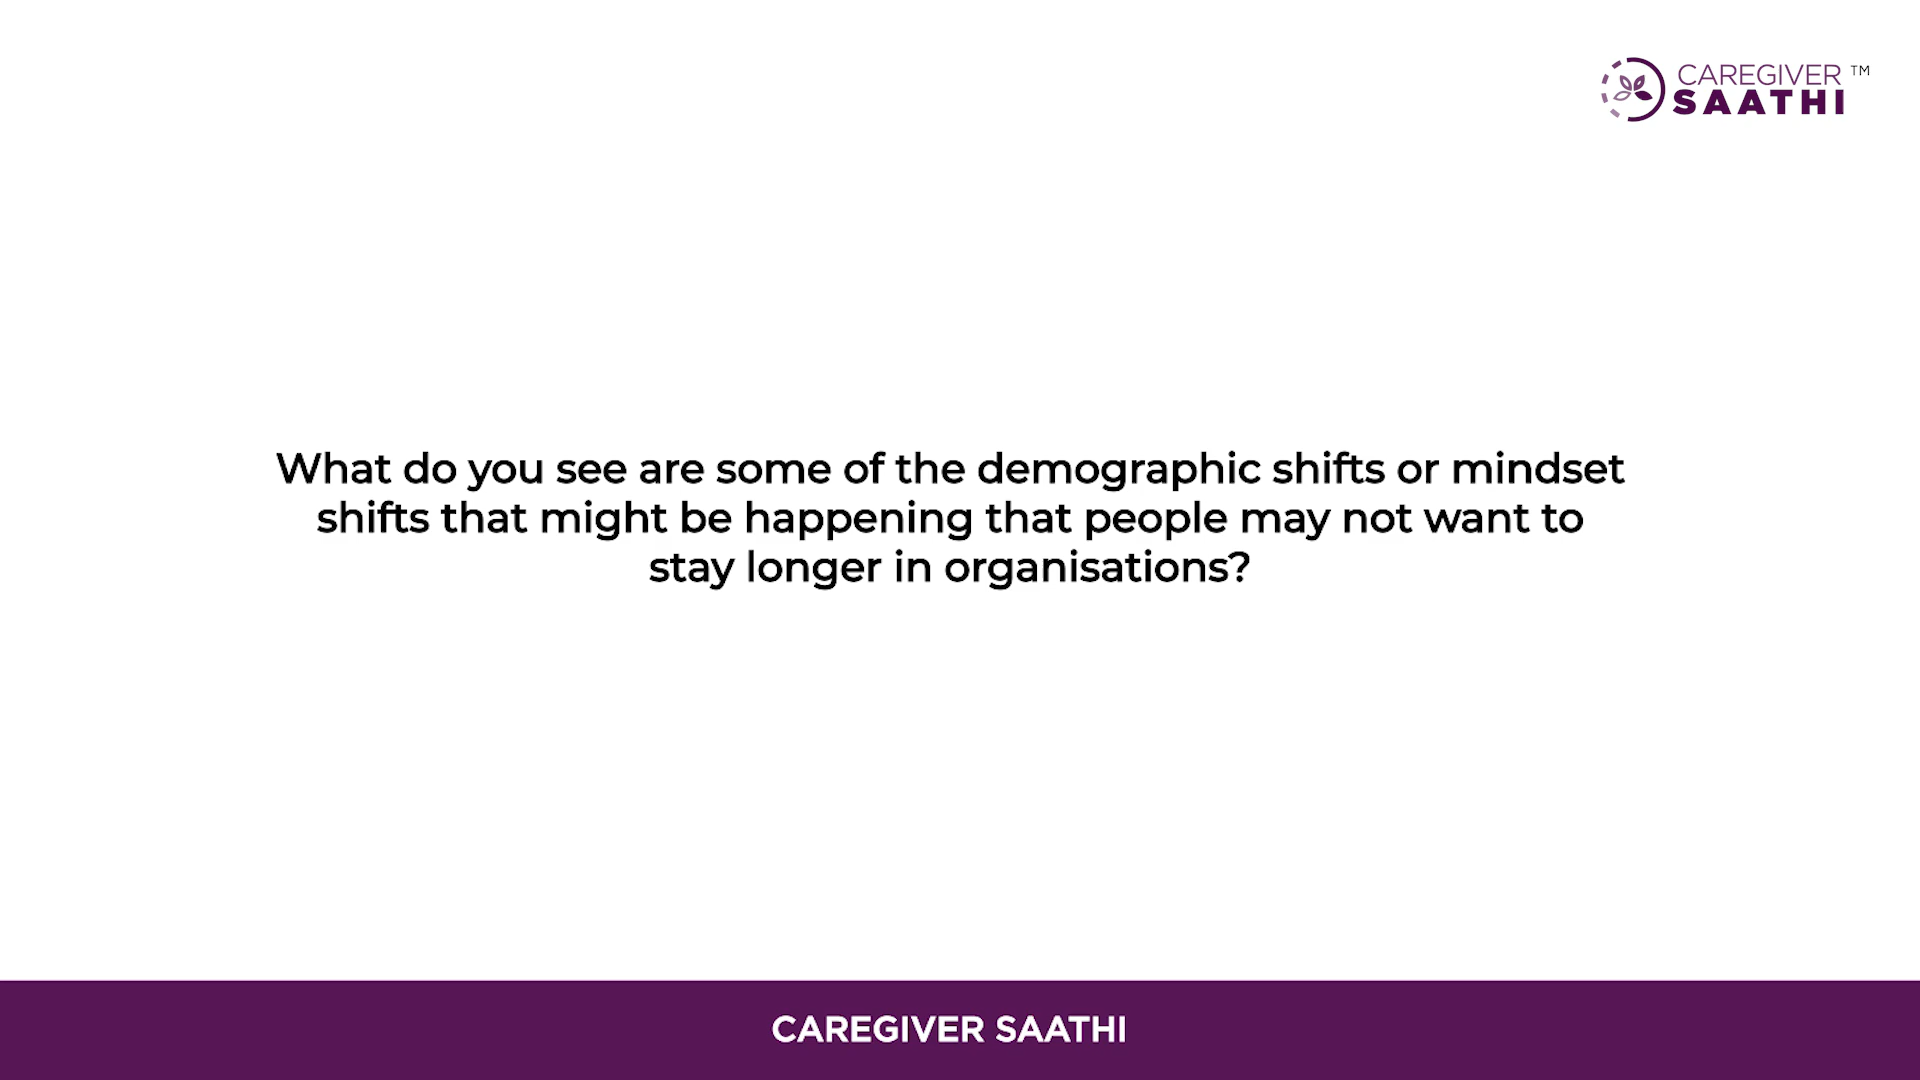 CAREGIVER TM
SAATHI
What do you see are some of the demographic shifts or mindset
shifts that might be happening that people may not want to
stay longer in organisations?
CAREGIVER SAATHI